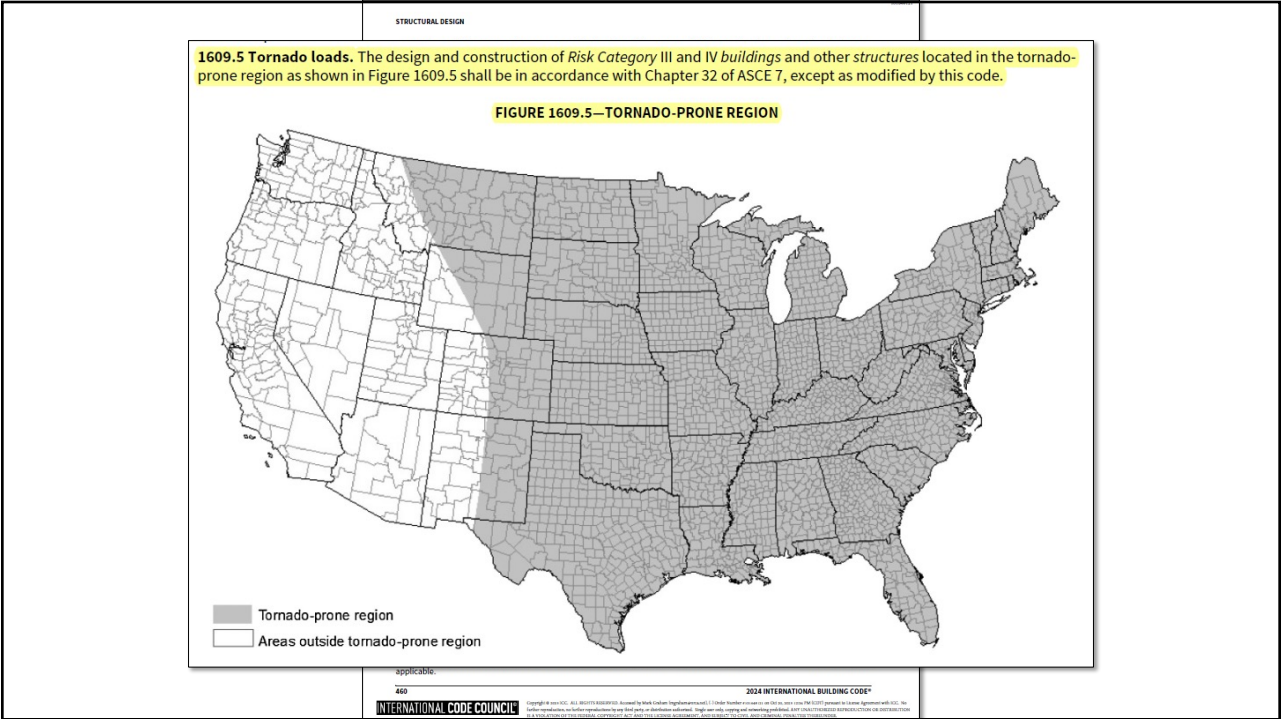 STRUCTURAL DESIGN
1609.5 Tornado loads. The design and construction of Risk Category III and IV buildings and other structures located in the tornado-
prone region as shown in Figure 1609.5 shall be in accordance with Chapter 32 of ASCE 7, except as modified by this code.
FIGURE 1609.5—TORNADO-PRONE REGION
Tornado-prone region
Areas outside tornado-prone region
applicable.
460
2024 INTERNATIONAL BUILDING CODE®
INTERNATIONAL CODE COUNCIL®